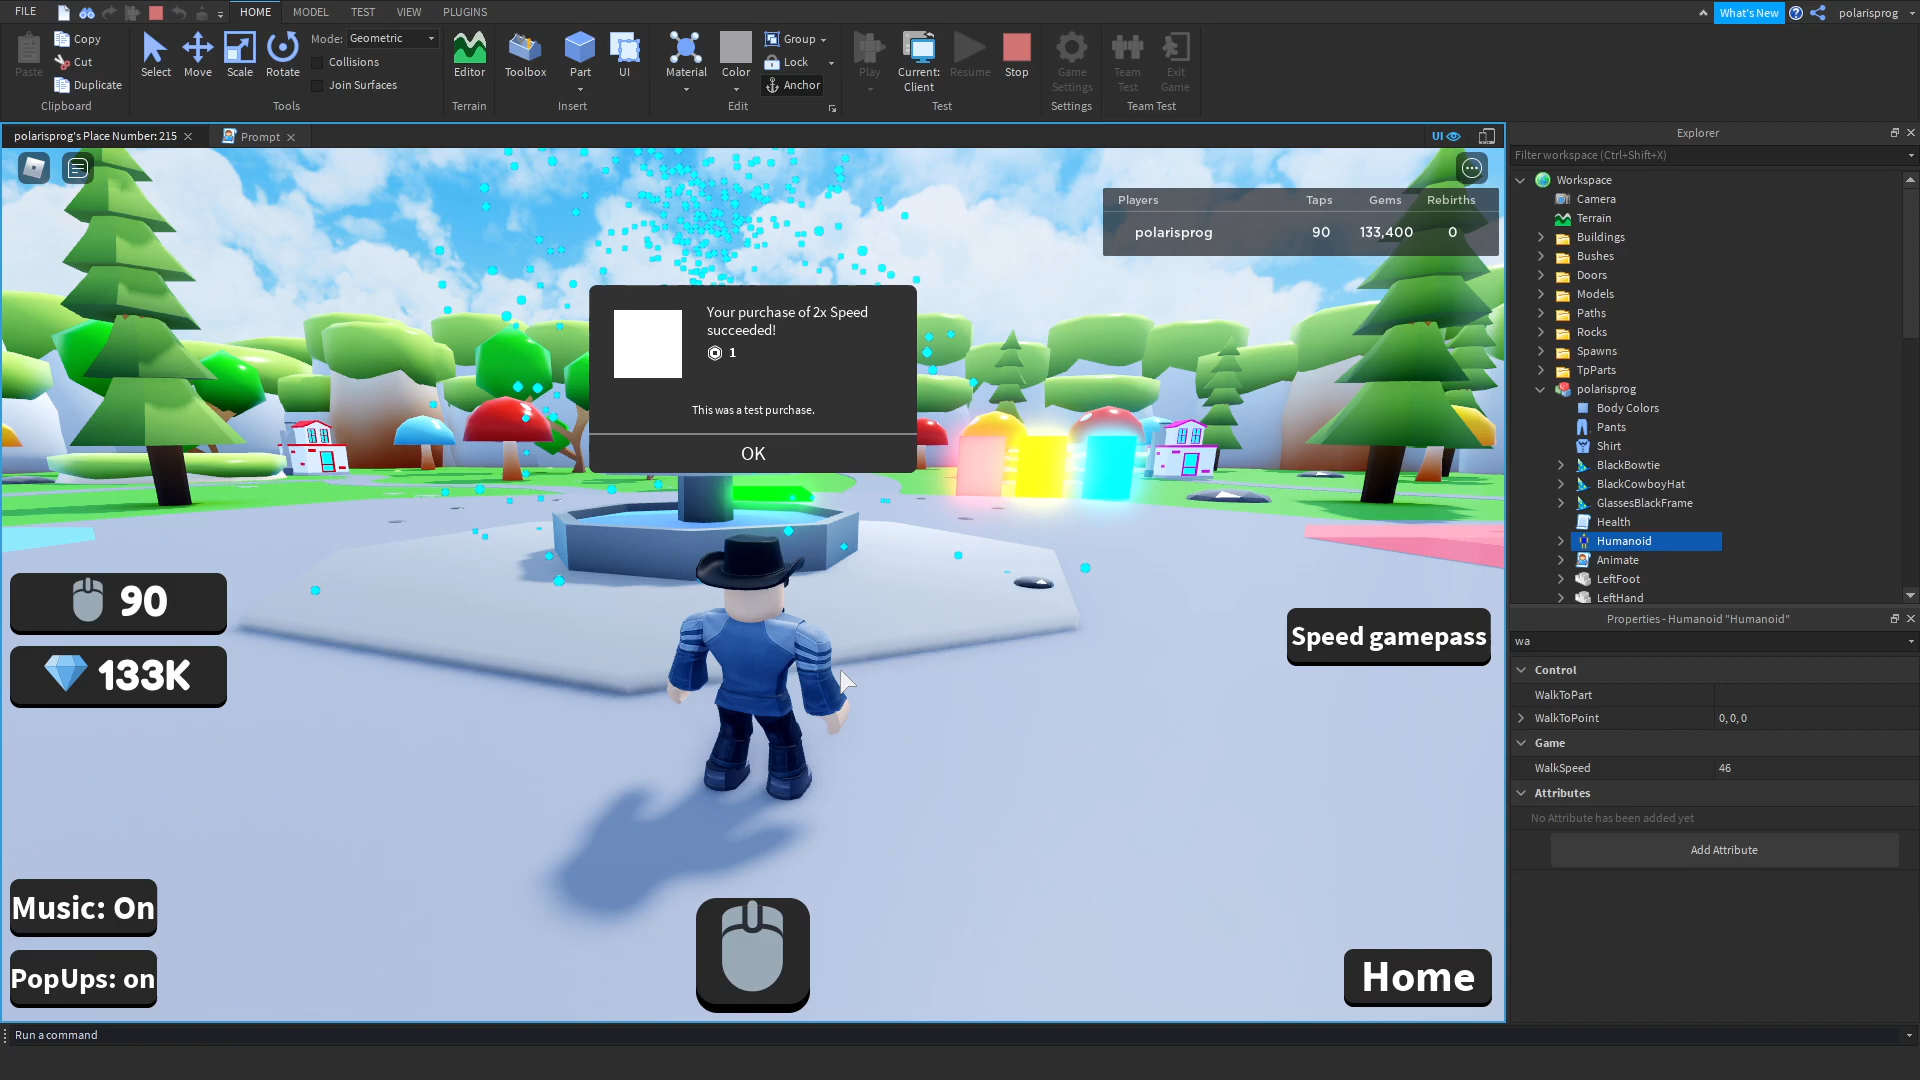 FILE
HOME
MODEL
TEST
VIEW
PLUGINS
What's New
polarisprog
Paste
Copy
Cut
Duplicate
Clipboard
Select
Move
Scale
Rotate
Mode: Geometric
Collisions
Join Surfaces
Tools
Editor
Terrain
Toolbox
Part
UI
Insert
Material
Color
Group
Lock
Anchor
Edit
Play
Current:
Client
Resume
Stop
Test
Game
Settings
Settings
Team
Test
Exit
Game
Team Test
polarisprog's Place Number: 215
Prompt
UI
Players Taps Gems Rebirths
polarisprog 90 133,400 0
Your purchase of 2x Speed
succeeded!
1
This was a test purchase.
OK
90
133K
Speed gamepass
Music: On
PopUps: on
Home
Run a command
Explorer
Filter workspace (Ctrl+Shift+X)
Workspace
Camera
Terrain
Buildings
Bushes
Doors
Models
Paths
Rocks
Spawns
TpParts
polarisprog
Body Colors
Pants
Shirt
BlackBowtie
BlackCowboyHat
GlassesBlackFrame
Health
Humanoid
Animate
LeftFoot
LeftHand
Properties - Humanoid "Humanoid"
wa
Control
WalkToPart
WalkToPoint 0, 0, 0
Game
WalkSpeed 46
Attributes
No Attribute has been added yet
Add Attribute